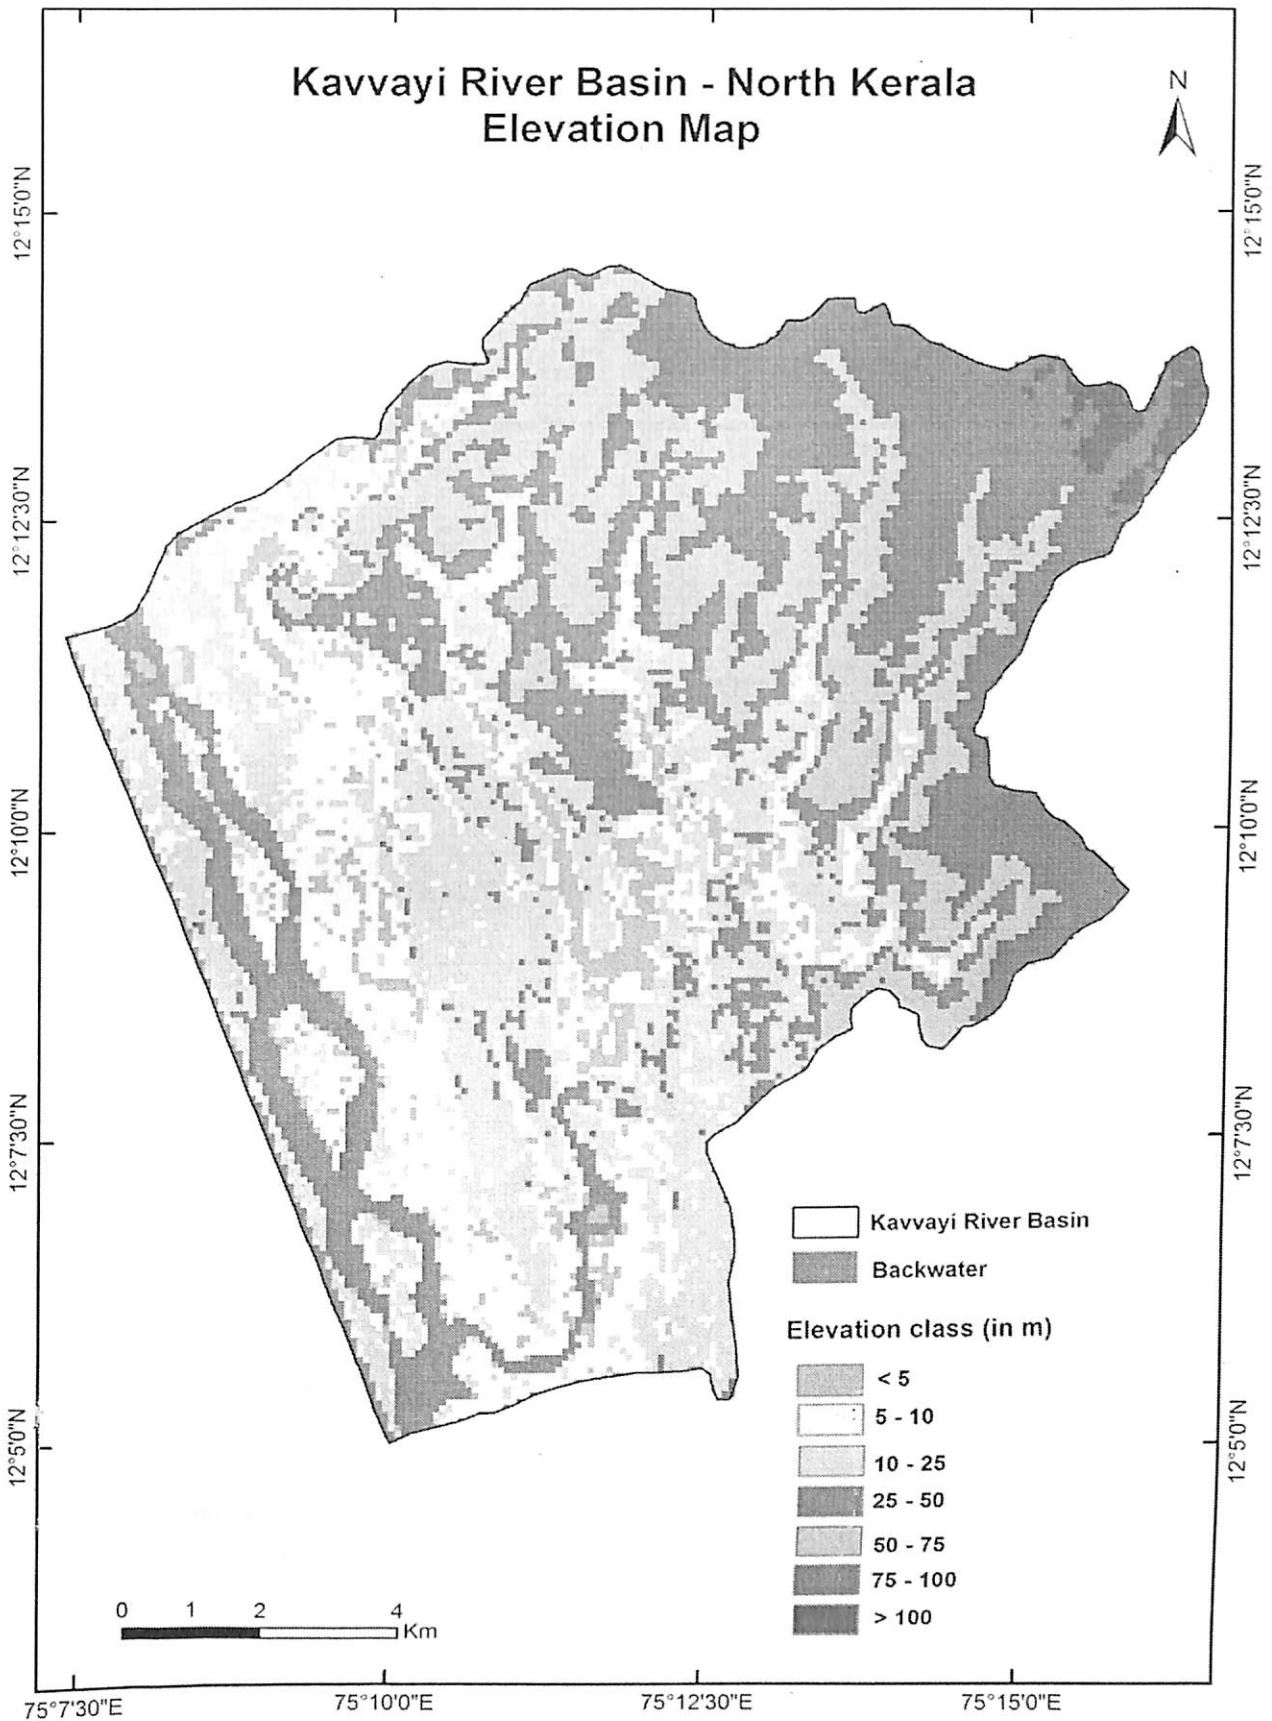 Kavvayi River Basin - North Kerala
Elevation Map
N
12°15'0"N
12°15'0"N
12°12'30"N
12°12'30"N
12°10'0"N
12°10'0"N
12°7'30"N
12°7'30"N
Kavvayi River Basin
Backwater
Elevation class (in m)
< 5
5 - 10
12°5'0"N
12°5'0"N
10 - 25
25 - 50
50 - 75
75 - 100
> 100
0 1 2 4
Km
75°7'30"E 75°10'0"E 75°12'30"E 75°15'0"E